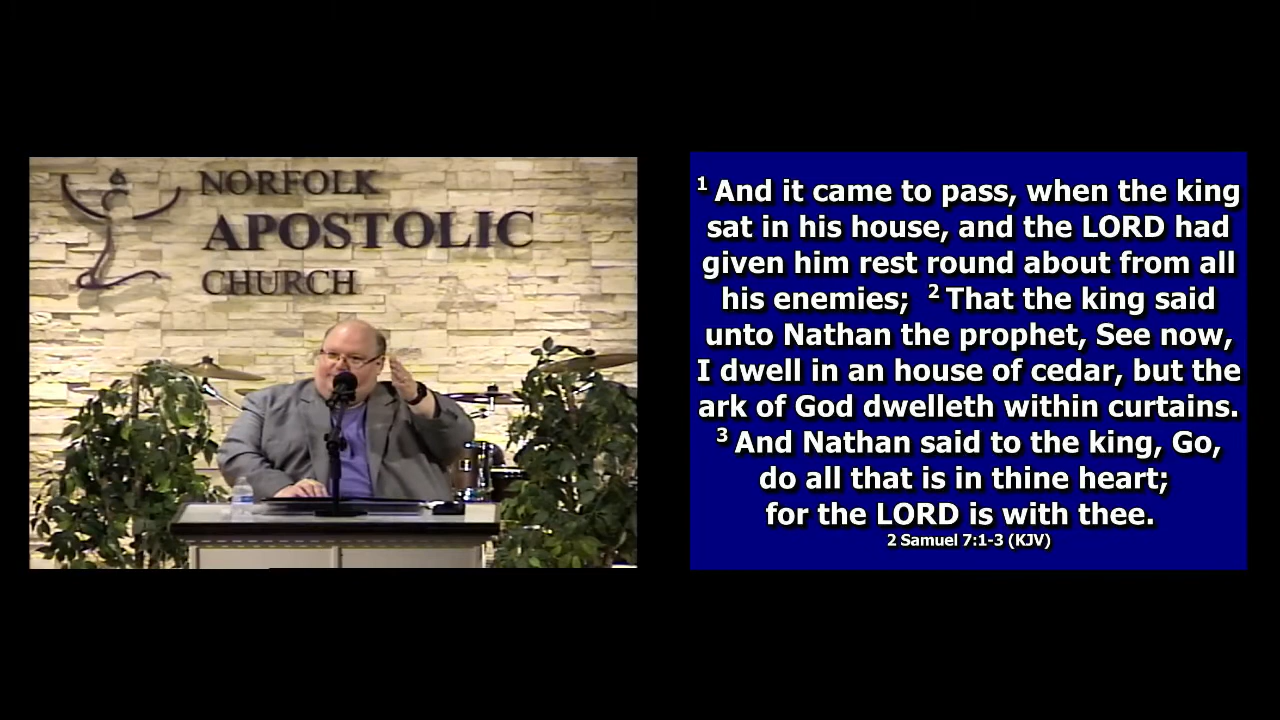 NORFOLK
APOSTOLIC
CHURCH
1 And it came to pass, when the king
sat in his house, and the LORD had
given him rest round about from all
his enemies; 2 That the king said
unto Nathan the prophet, See now,
I dwell in an house of cedar, but the
ark of God dwelleth within curtains.
3 And Nathan said to the king, Go,
do all that is in thine heart;
for the LORD is with thee.
2 Samuel 7:1-3 (KJV)